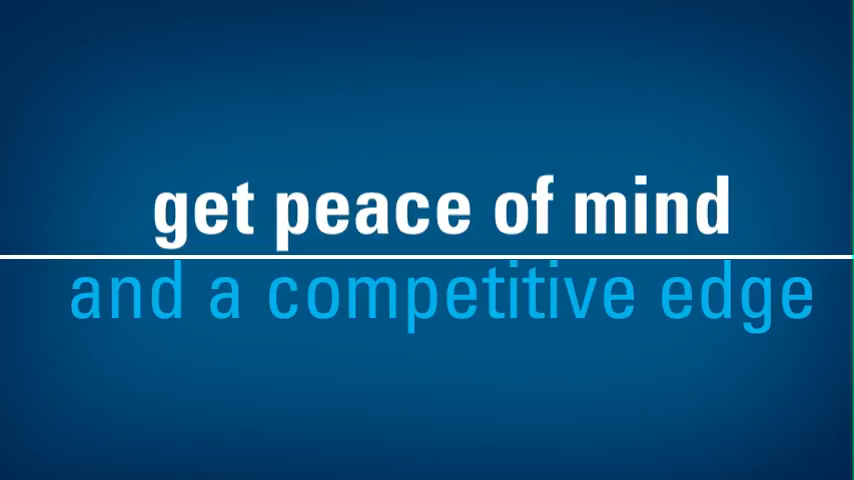 get peace of mind
and a competitive edge